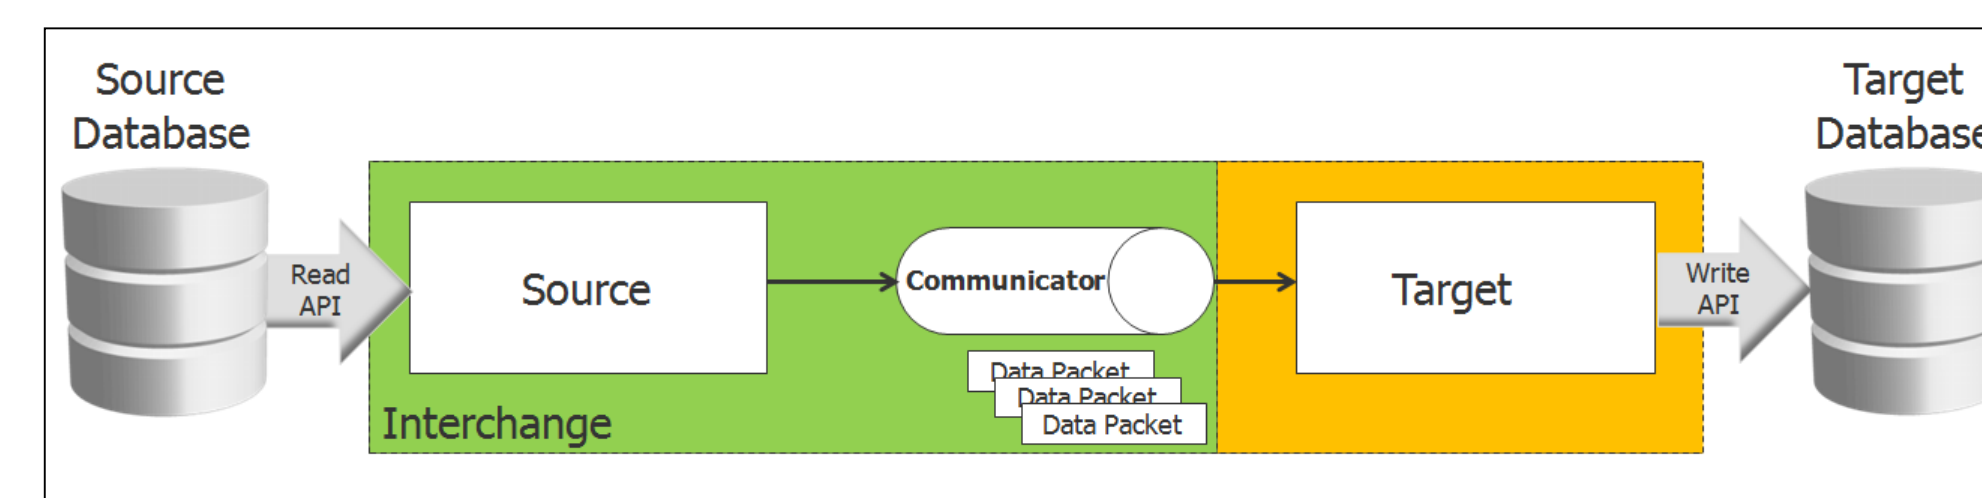 Source
Database
Target
Database
Read
API
Source
Communicator
Target
Write
API
Data Packet
Data Packet
Data Packet
Interchange